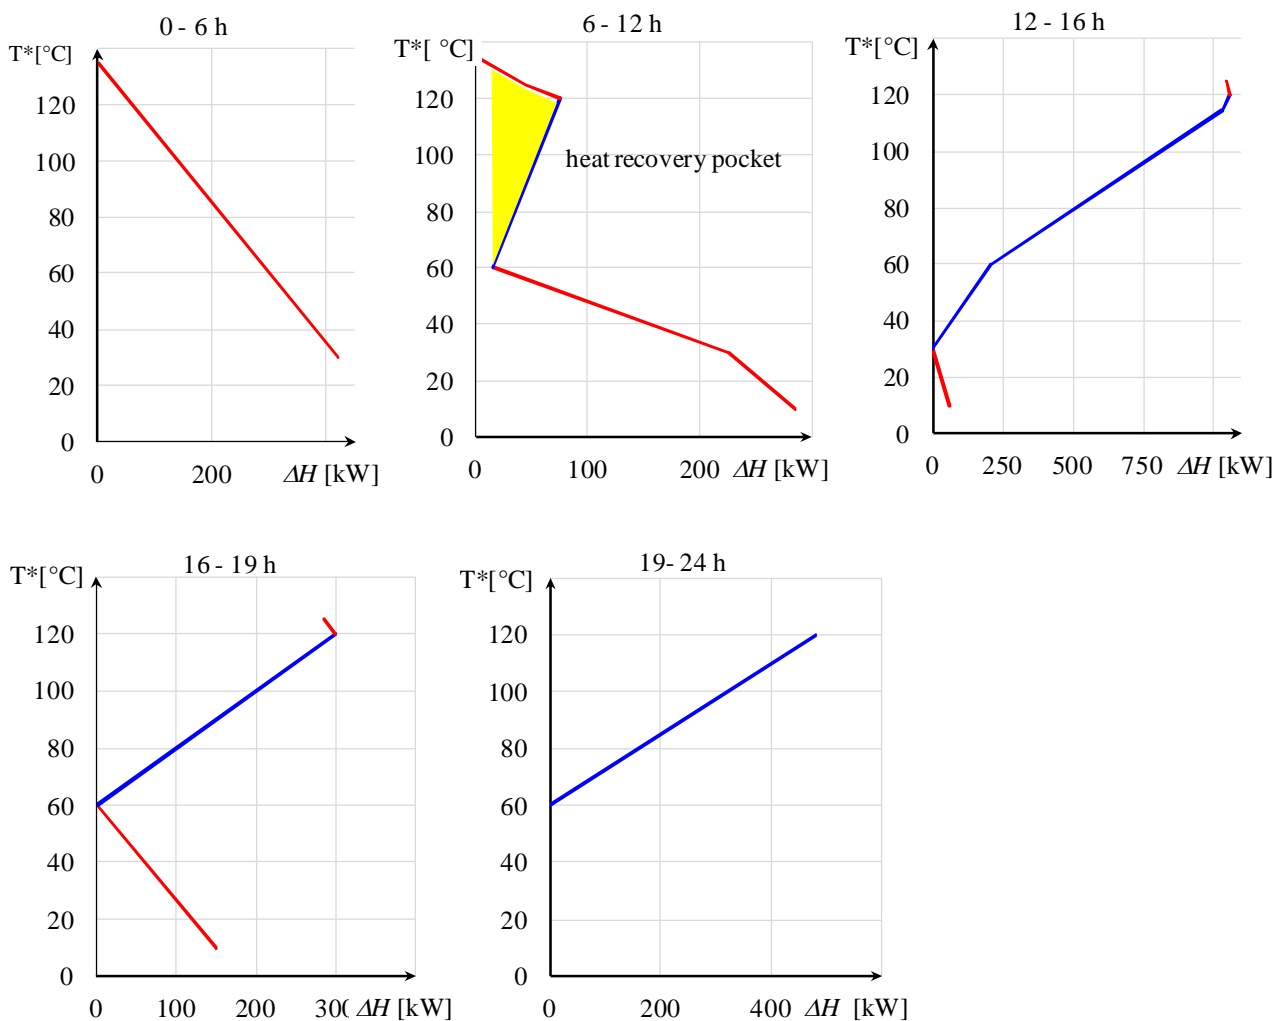 0 - 6 h
T*[°C]
120
100
80
60
40
20
0
0 200 ΔH [kW]
6 - 12 h
T*[ °C]
120
100
heat recovery pocket
80
60
40
20
0
0 100 200 ΔH [kW]
12 - 16 h
T*[°C]
120
100
80
60
40
20
0
0 250 500 750 ΔH [kW]
16 - 19 h
T*[°C]
120
100
80
60
40
20
0
0 100 200 300 ΔH [kW]
19- 24 h
T*[°C]
120
100
80
60
40
20
0
0 200 400 ΔH [kW]